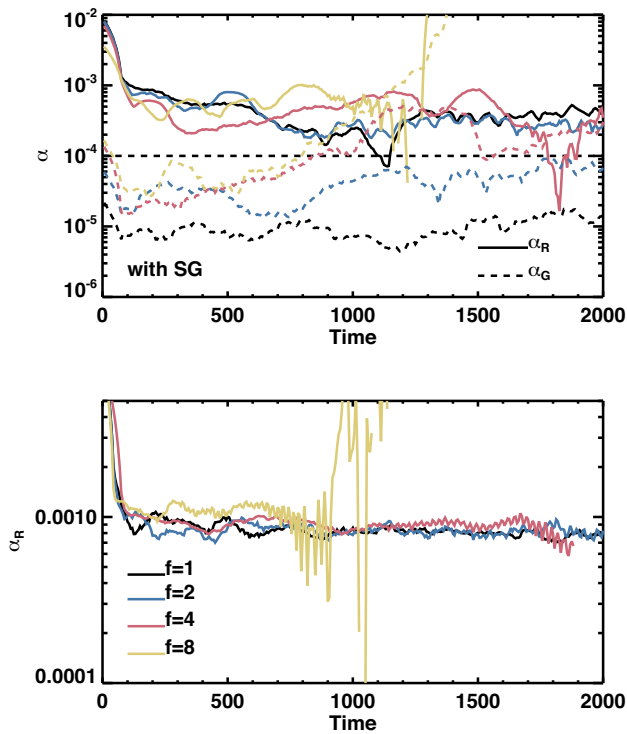 10⁻²
10⁻³
α
10⁻⁴
10⁻⁵
α_R
with SG
α_G
10⁻⁶
0 500 1000 1500 2000
Time
0.0010
α_R
f=1
f=2
f=4
f=8
0.0001
0 500 1000 1500 2000
Time